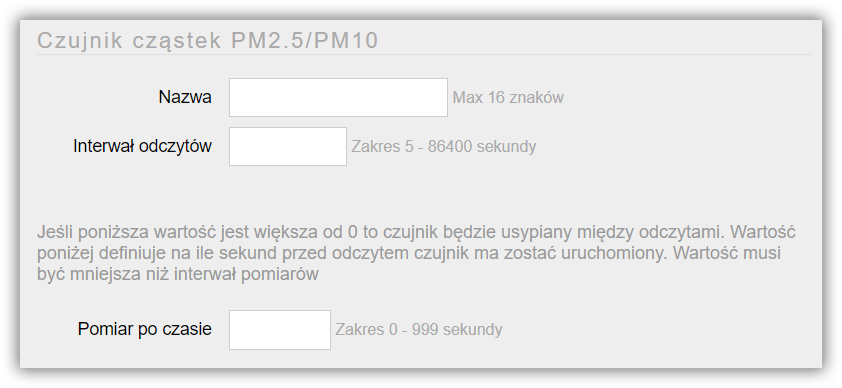 Czujnik cząstek PM2.5/PM10
Nazwa Max 16 znaków
Interwał odczytów Zakres 5 - 86400 sekundy
Jeśli poniższa wartość jest większa od 0 to czujnik będzie usypiany między odczytami. Wartość
poniżej definiuje na ile sekund przed odczytem czujnik ma zostać uruchomiony. Wartość musi
być mniejsza niż interwał pomiarów
Pomiar po czasie Zakres 0 - 999 sekundy